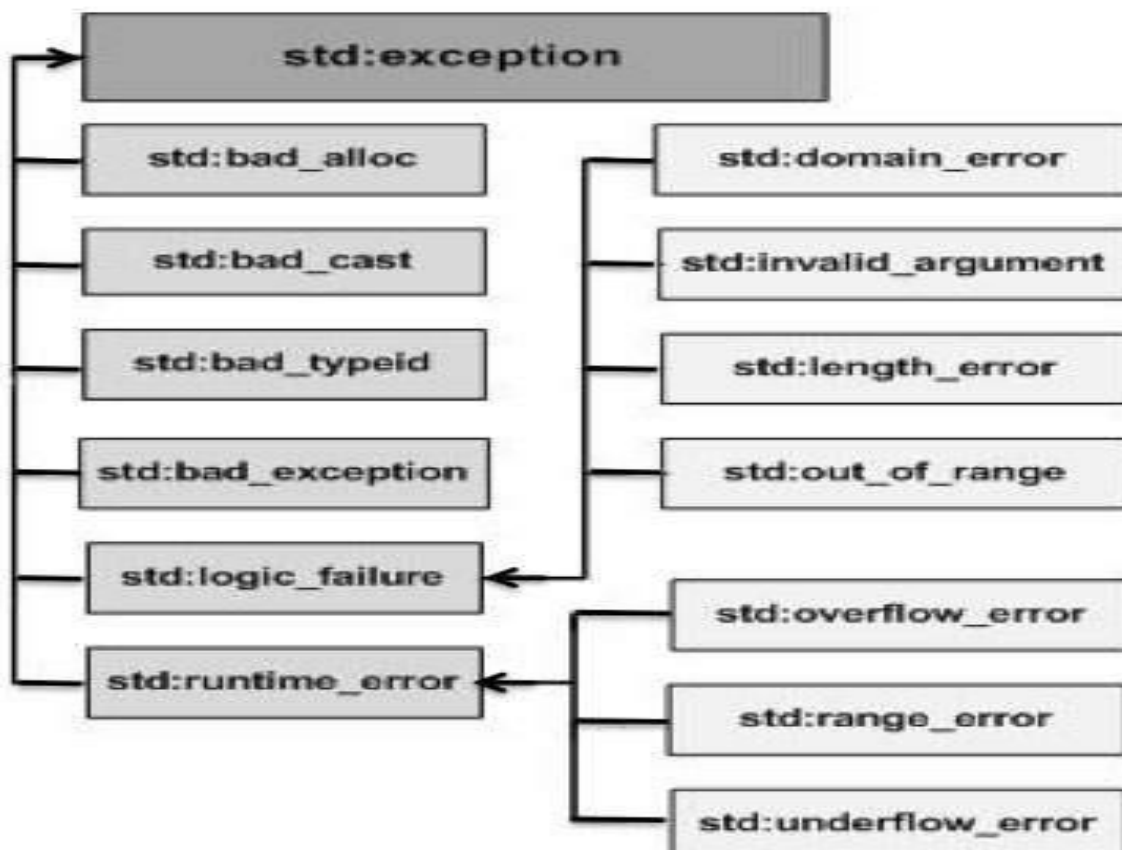 std:exception
std:bad_alloc
std:bad_cast
std:bad_typeid
std:bad_exception
std:logic_failure
std:runtime_error
std:domain_error
std:invalid_argument
std:length_error
std:out_of_range
std:overflow_error
std:range_error
std:underflow_error